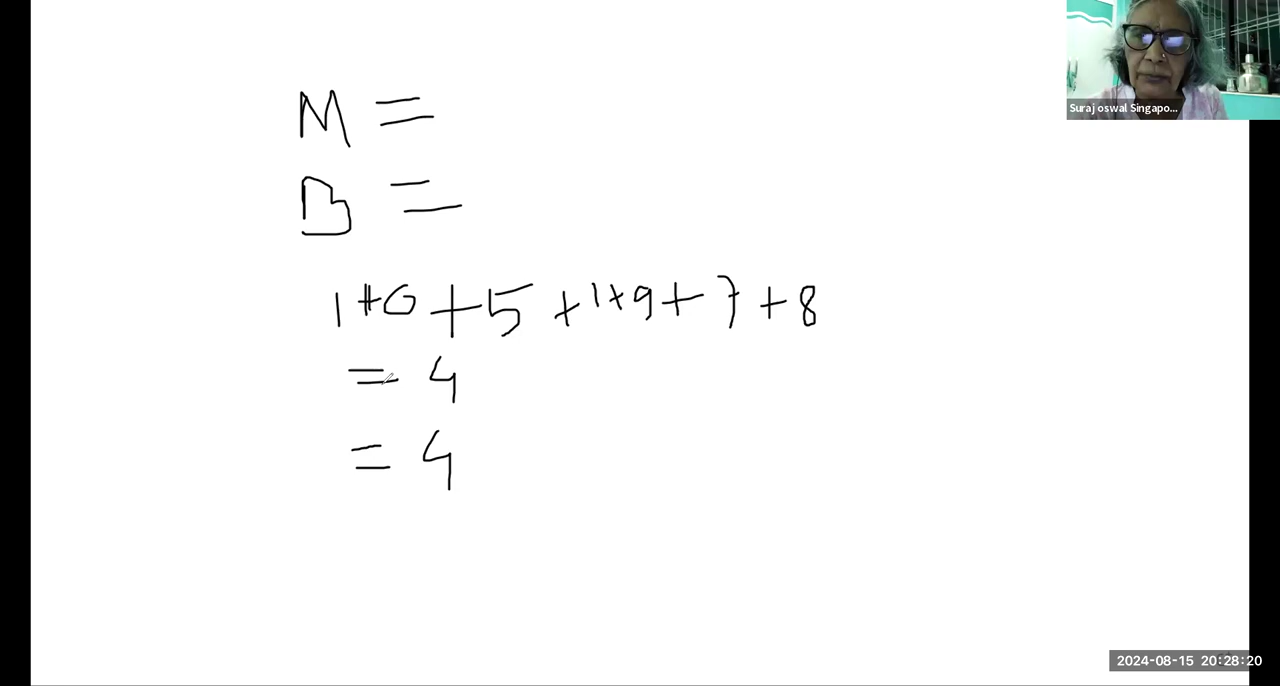 M =
B =
1+0+5+1+9+7+8
= 4
= 4
Suraj oswal Singapo...
2024-08-15 20:28:20